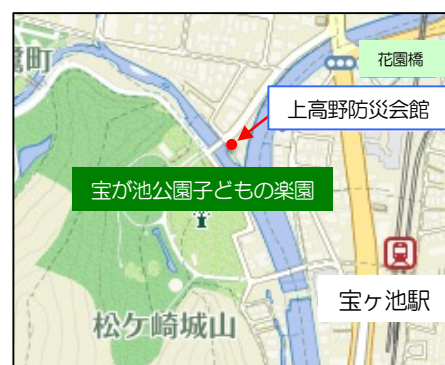 花園橋
町
上高野防災会館
宝が池公園子どもの楽園
宝ヶ池駅
松ケ崎城山